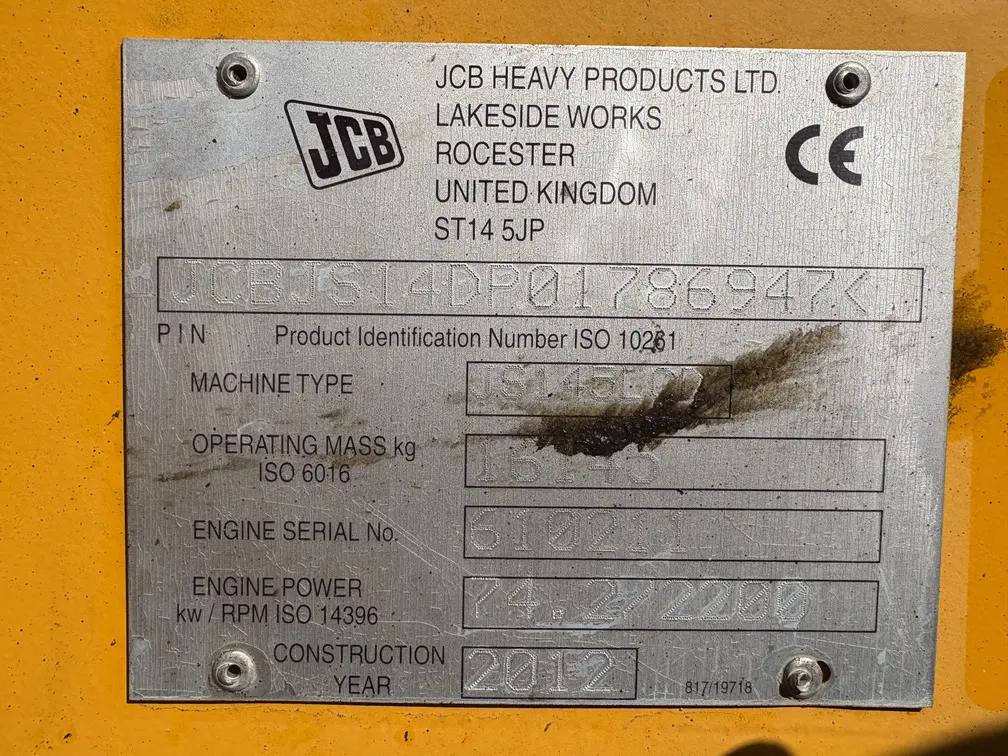 JCB
JCB HEAVY PRODUCTS LTD.
LAKESIDE WORKS
ROCESTER
UNITED KINGDOM
ST14 5JP
CE
JCBJS14DP01786947<
PIN Product Identification Number ISO 10261
MACHINE TYPE
OPERATING MASS kg
ISO 6016
ENGINE SERIAL No.
ENGINE POWER 74.2/2200
kw / RPM ISO 14396
CONSTRUCTION 2012
YEAR
817/19718